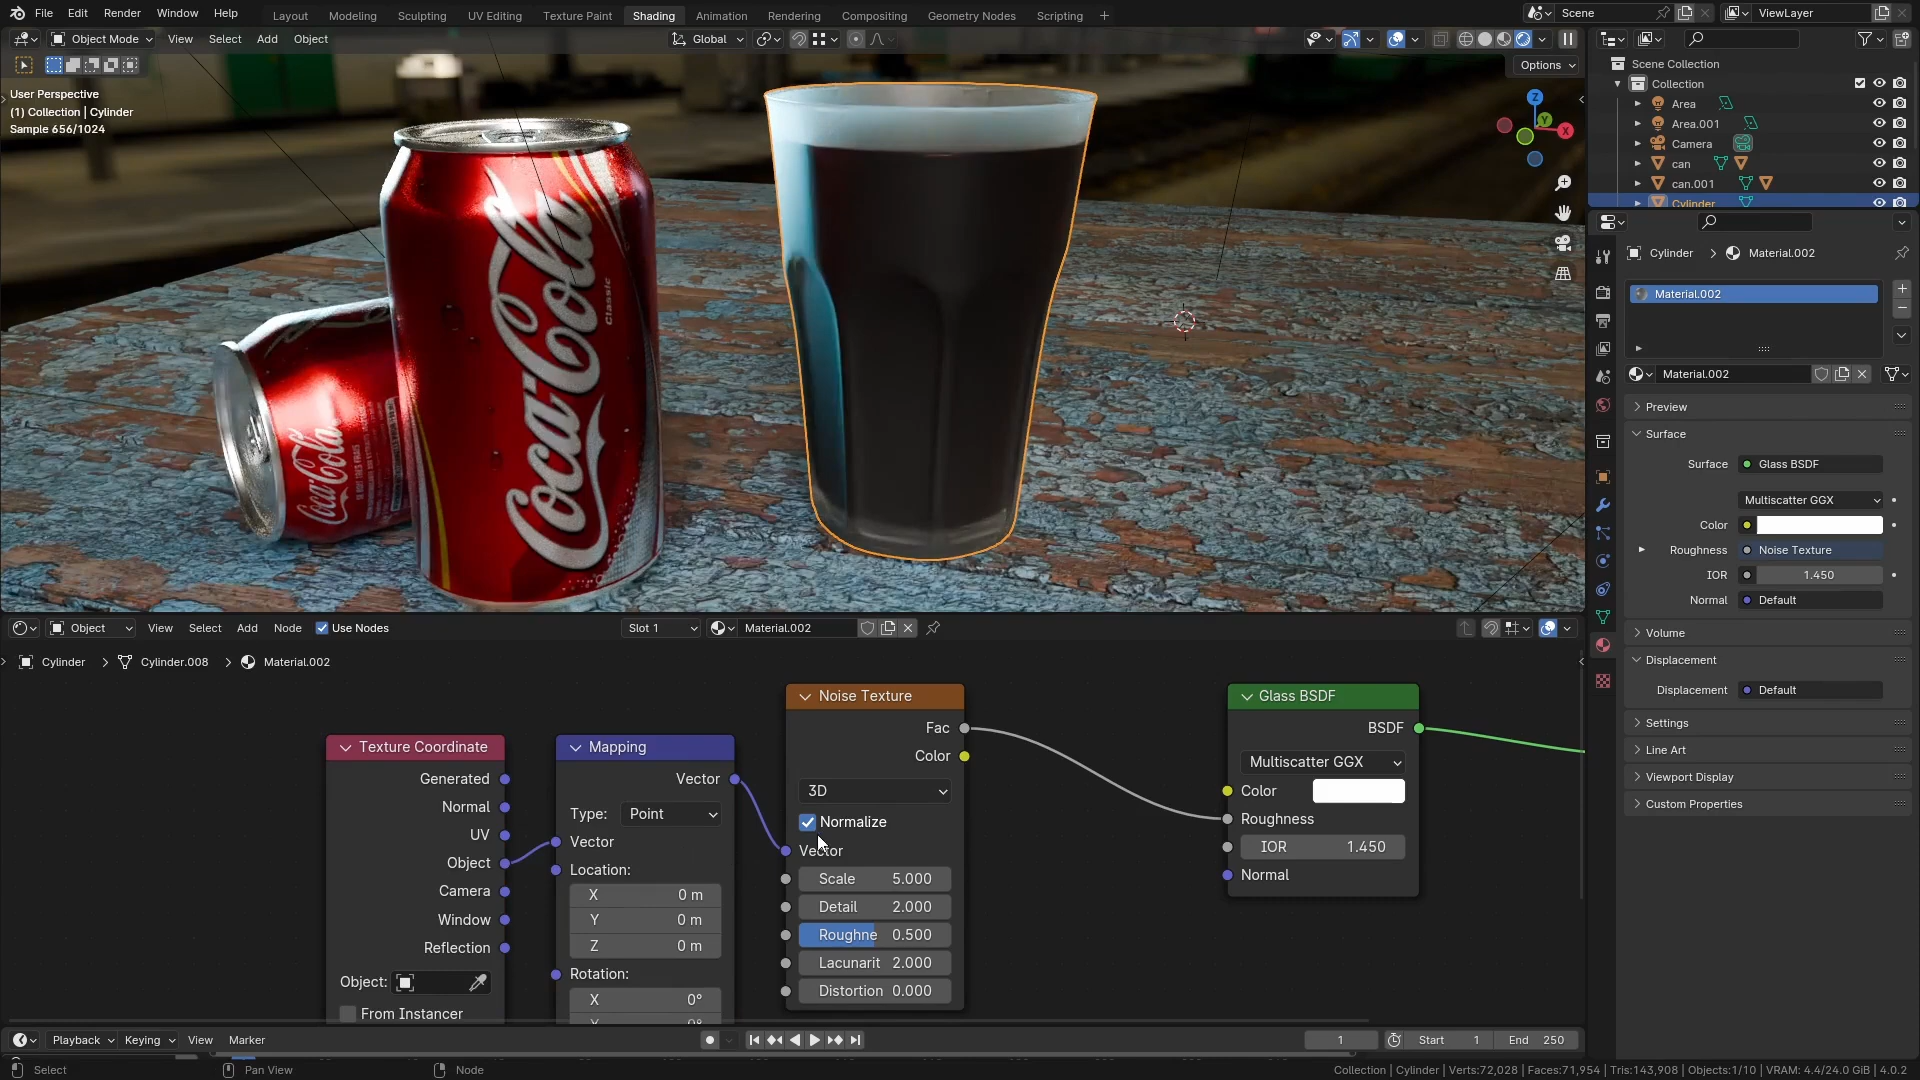 File Edit Render Window Help Layout Modeling Sculpting UV Editing Texture Paint Shading Animation Rendering Compositing Geometry Nodes Scripting + Scene ViewLayer
Object Mode View Select Add Object Global
Options
User Perspective
(1) Collection | Cylinder
Sample 656/1024
Z
Y
X
Coca-Cola
Classic
Coca-Cola
Scene Collection
Collection
Area
Area.001
Camera
can
can.001
Cylinder
Cylinder > Material.002
Material.002
Material.002
Preview
Surface
Surface Glass BSDF
Multiscatter GGX
Color
Roughness Noise Texture
IOR 1.450
Normal Default
Volume
Displacement
Displacement Default
Settings
Line Art
Viewport Display
Custom Properties
Object View Select Add Node Use Nodes Slot 1 Material.002
Cylinder > Cylinder.008 > Material.002
Texture Coordinate
Generated
Normal
UV
Object
Camera
Window
Reflection
Object:
From Instancer
Mapping
Vector
Type: Point
Vector
Location:
X 0 m
Y 0 m
Z 0 m
Rotation:
X 0°
Noise Texture
Fac
Color
3D
Normalize
Vector
Scale 5.000
Detail 2.000
Roughne 0.500
Lacunarit 2.000
Distortion 0.000
Glass BSDF
BSDF
Multiscatter GGX
Color
Roughness
IOR 1.450
Normal
Playback Keying View Marker 1 Start 1 End 250
Select Pan View Node Collection | Cylinder | Verts:72,028 | Faces:71,954 | Tris:143,908 | Objects:1/10 | VRAM: 4.4/24.0 GiB | 4.0.2